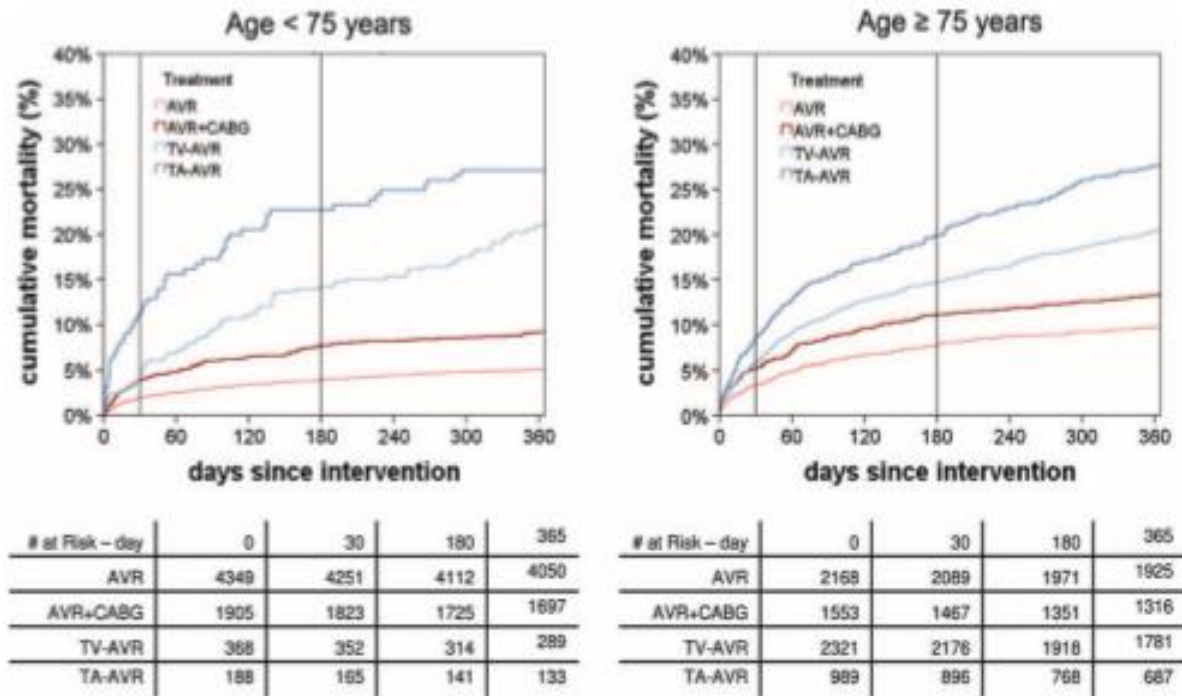 Age < 75 years
40%
35%
30%
25%
20%
15%
10%
5%
0%
cumulative mortality (%)
Treatment
AVR
AVR+CABG
TV-AVR
TA-AVR
0 60 120 180 240 300 360
days since intervention
# at Risk – day 0 30 180 365
AVR 4349 4251 4112 4050
AVR+CABG 1905 1823 1725 1697
TV-AVR 368 352 314 289
TA-AVR 188 165 141 133
Age ≥ 75 years
40%
35%
30%
25%
20%
15%
10%
5%
0%
cumulative mortality (%)
Treatment
AVR
AVR+CABG
TV-AVR
TA-AVR
0 60 120 180 240 300 360
days since intervention
# at Risk – day 0 30 180 365
AVR 2168 2089 1971 1925
AVR+CABG 1553 1467 1351 1316
TV-AVR 2321 2176 1918 1781
TA-AVR 989 896 768 687